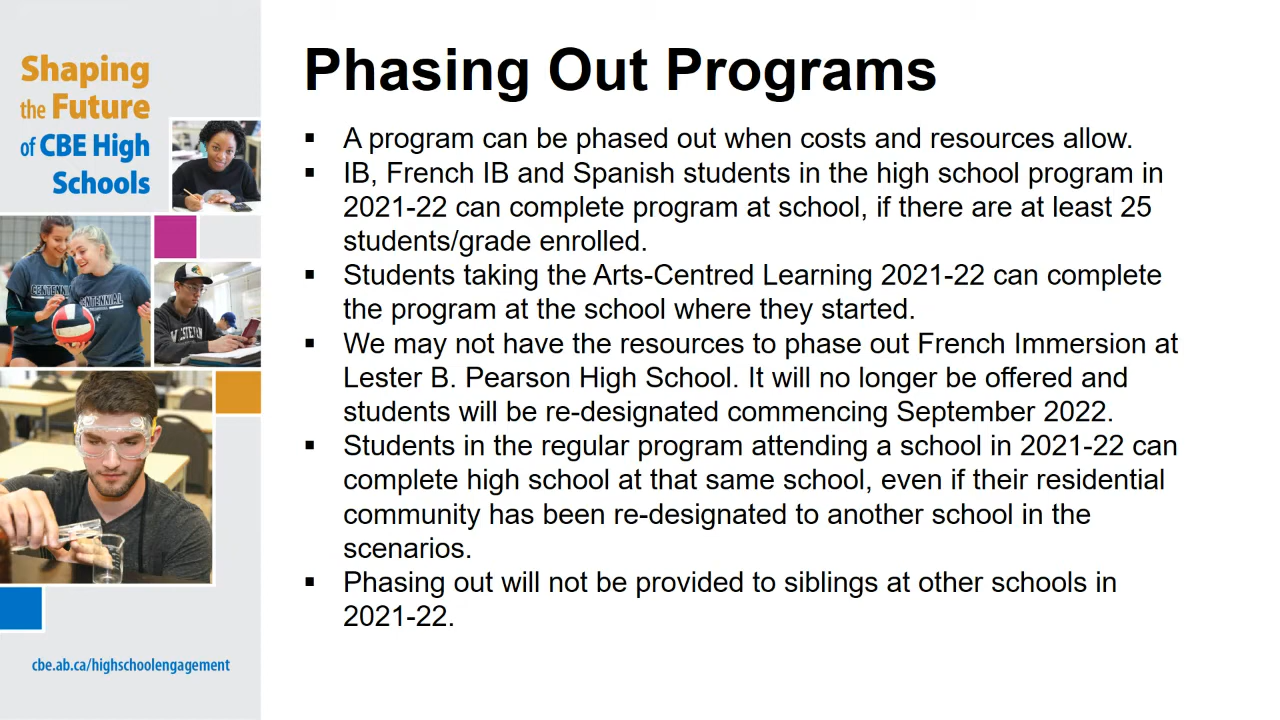 Shaping
the Future
of CBE High
Schools
CENTENNIAL
CENTENNIAL
cbe.ab.ca/highschoolengagement
Phasing Out Programs
▪ A program can be phased out when costs and resources allow.
▪ IB, French IB and Spanish students in the high school program in
2021-22 can complete program at school, if there are at least 25
students/grade enrolled.
▪ Students taking the Arts-Centred Learning 2021-22 can complete
the program at the school where they started.
▪ We may not have the resources to phase out French Immersion at
Lester B. Pearson High School. It will no longer be offered and
students will be re-designated commencing September 2022.
▪ Students in the regular program attending a school in 2021-22 can
complete high school at that same school, even if their residential
community has been re-designated to another school in the
scenarios.
▪ Phasing out will not be provided to siblings at other schools in
2021-22.